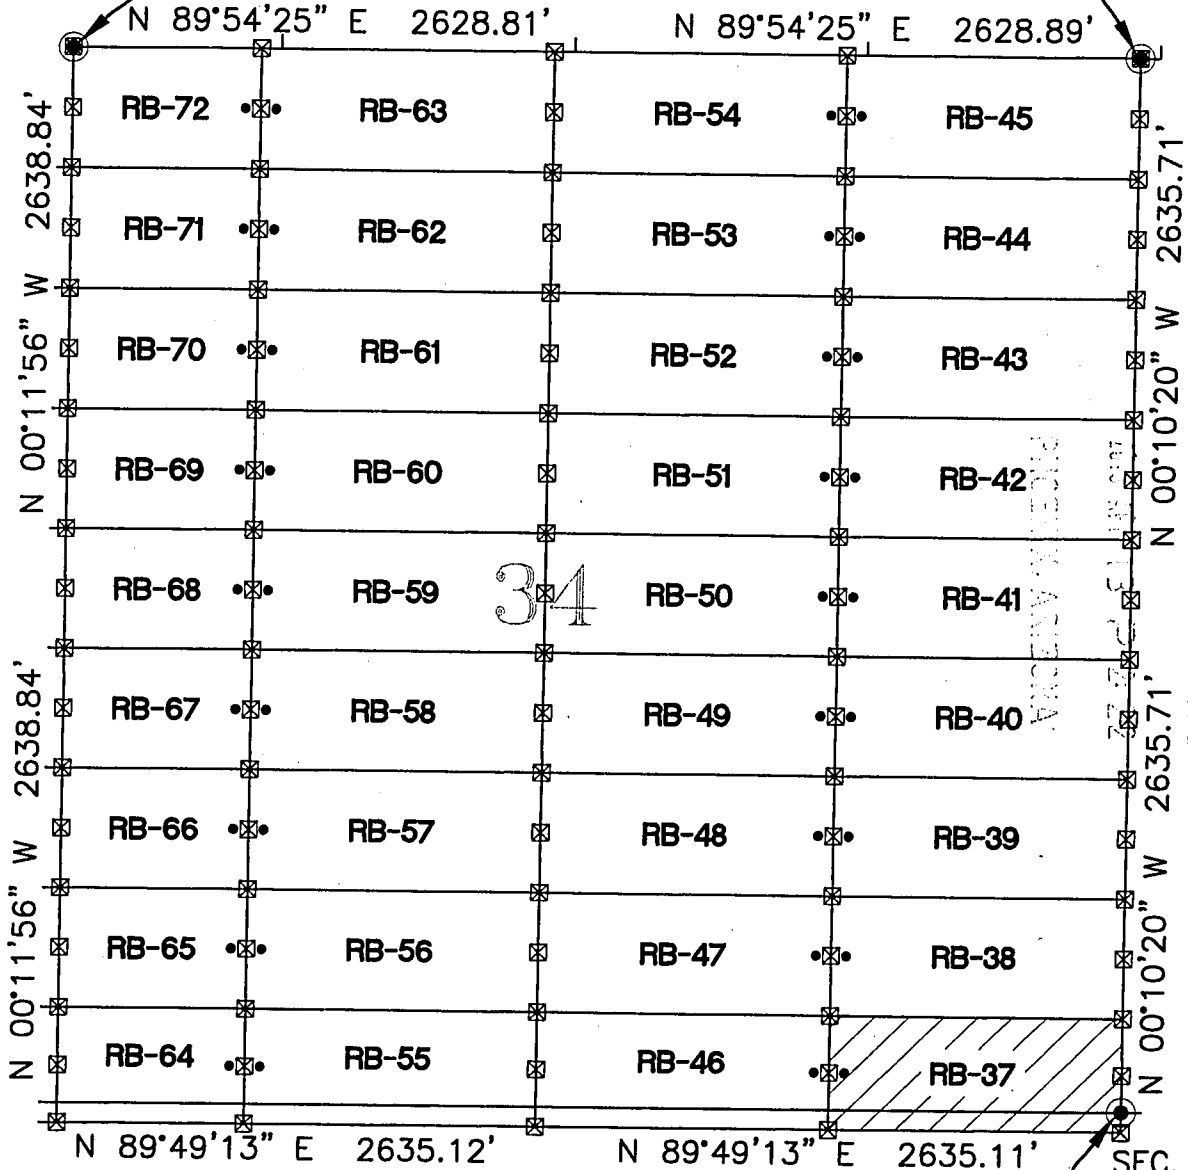 N 89°54'25" E 2628.81' N 89°54'25" E 2628.89'
N 00°11'56" W 2638.84'
N 00°11'56" W 2638.84'
RB-72 RB-63 RB-54 RB-45
RB-71 RB-62 RB-53 RB-44
RB-70 RB-61 RB-52 RB-43
RB-69 RB-60 RB-51 RB-42
RB-68 RB-59 34 RB-50 RB-41
RB-67 RB-58 RB-49 RB-40
RB-66 RB-57 RB-48 RB-39
RB-65 RB-56 RB-47 RB-38
RB-64 RB-55 RB-46 RB-37
N 00°10'20" W 2635.71'
N 00°10'20" W 2635.71'
N 89°49'13" E 2635.12' N 89°49'13" E 2635.11'
SEC.